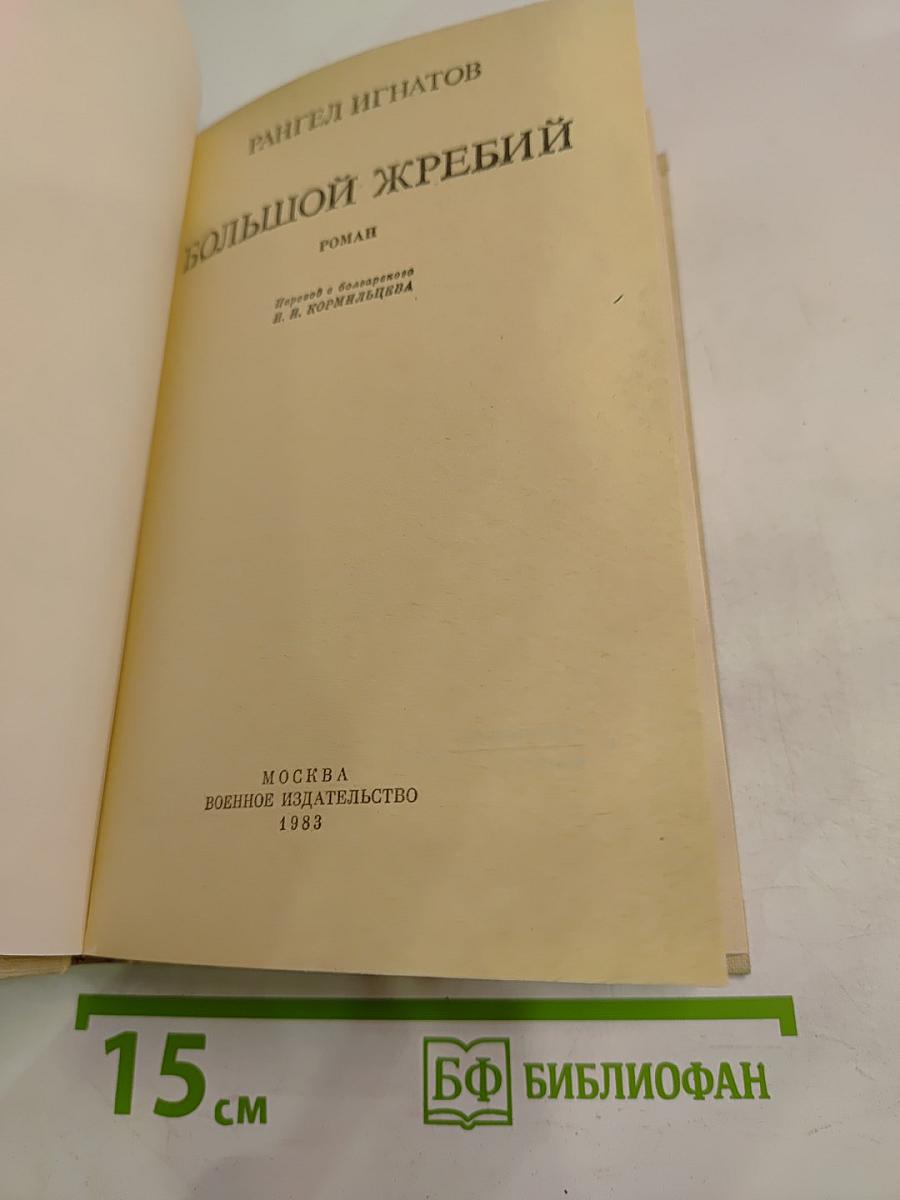 РАНГЕЛ ИГНАТОВ
БОЛЬШОЙ ЖРЕБИЙ
РОМАН
Перевод с болгарского
Н. Н. КОРМИЛЬЦЕВА
МОСКВА
ВОЕННОЕ ИЗДАТЕЛЬСТВО
1983
15 см
БФ БИБЛИОФАН